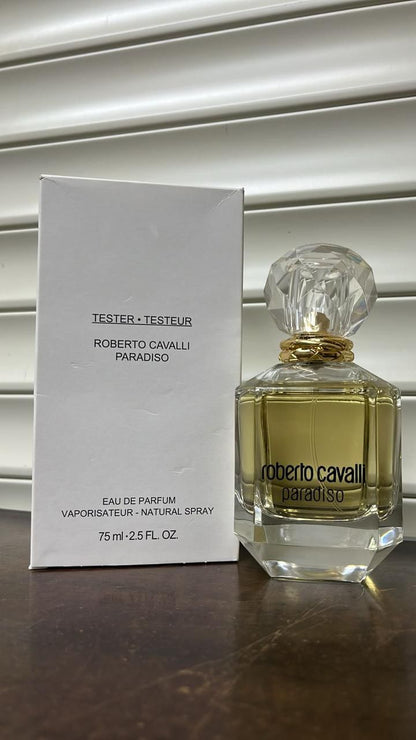 TESTER • TESTEUR
ROBERTO CAVALLI
PARADISO
EAU DE PARFUM
VAPORISATEUR - NATURAL SPRAY
75 ml • 2.5 FL. OZ.
roberto cavalli
paradiso